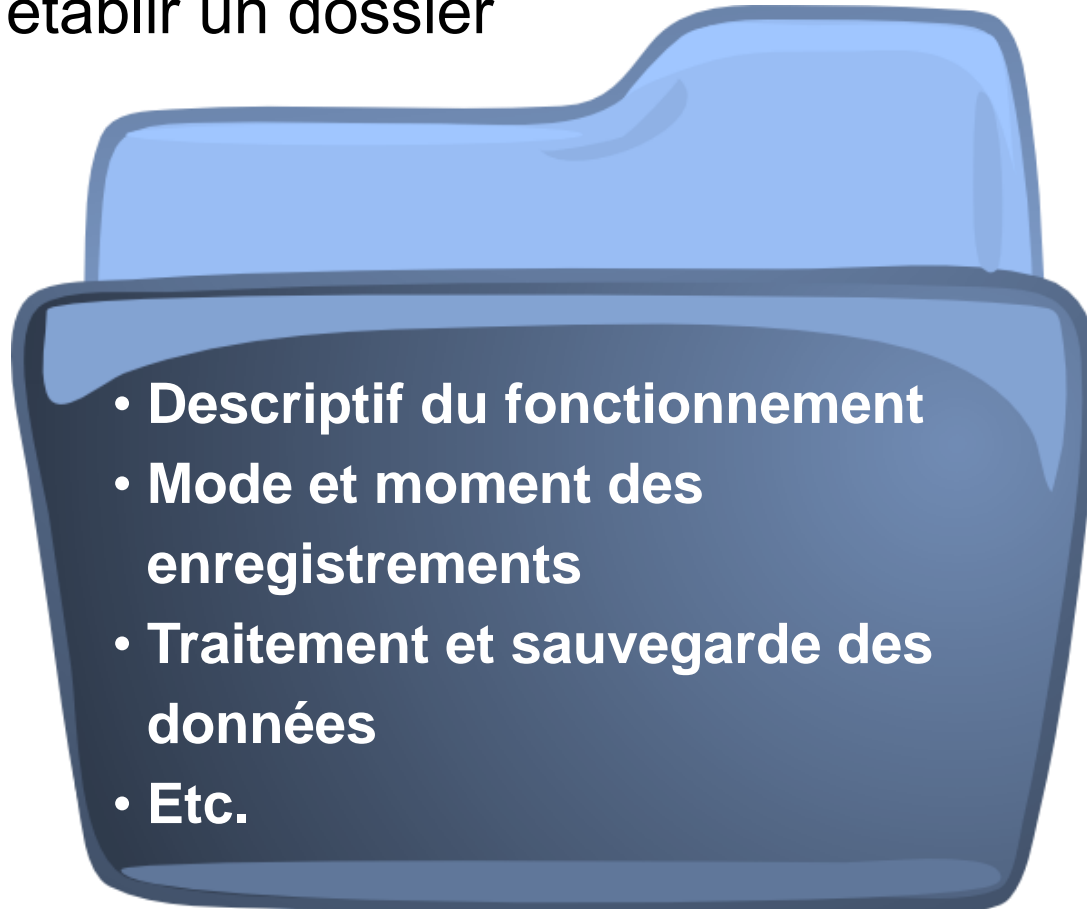 établir un dossier
• Descriptif du fonctionnement
• Mode et moment des
enregistrements
• Traitement et sauvegarde des
données
• Etc.